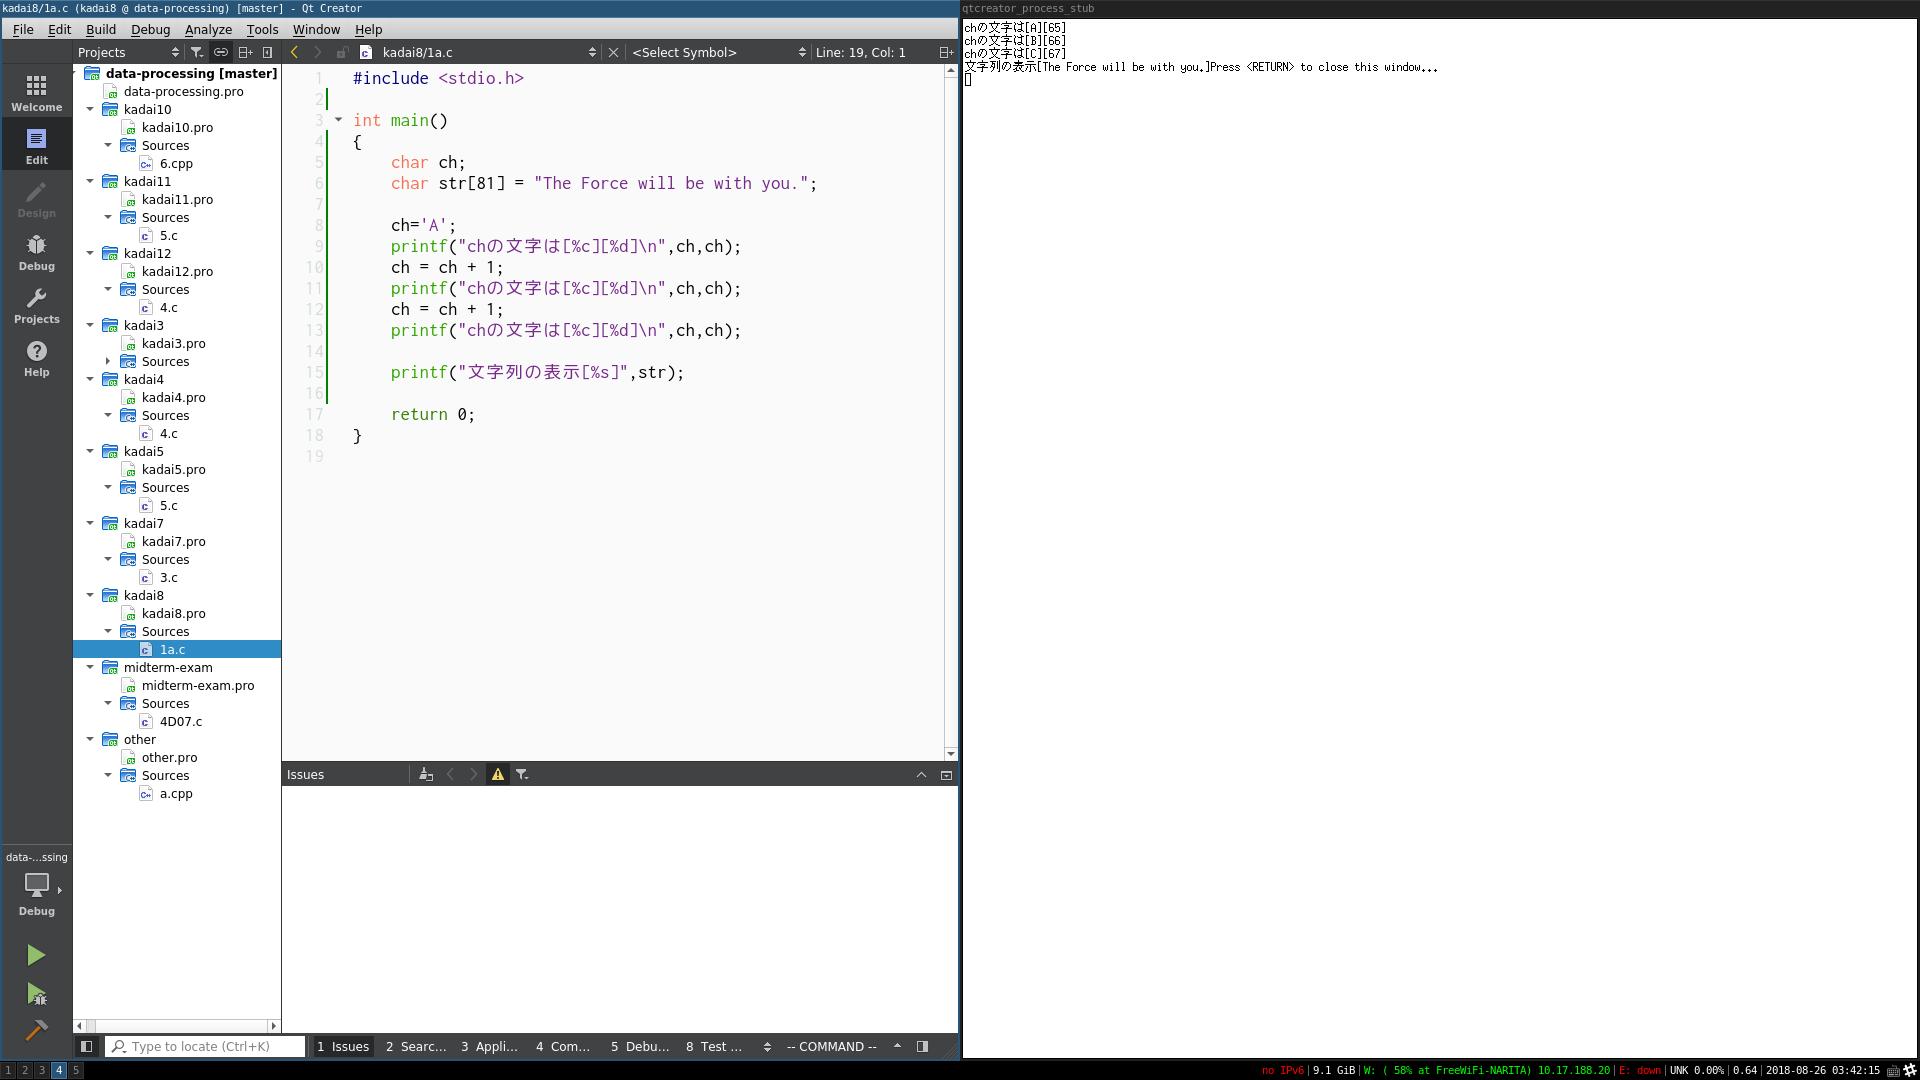 kadai8/1a.c (kadai8 @ data-processing) [master] - Qt Creator
File Edit Build Debug Analyze Tools Window Help
Projects
kadai8/1a.c
<Select Symbol>
Line: 19, Col: 1
Welcome
Edit
Design
Debug
Projects
Help
data-processing [master]
data-processing.pro
kadai10
kadai10.pro
Sources
6.cpp
kadai11
kadai11.pro
Sources
5.c
kadai12
kadai12.pro
Sources
4.c
kadai3
kadai3.pro
Sources
kadai4
kadai4.pro
Sources
4.c
kadai5
kadai5.pro
Sources
5.c
kadai7
kadai7.pro
Sources
3.c
kadai8
kadai8.pro
Sources
1a.c
midterm-exam
midterm-exam.pro
Sources
4D07.c
other
other.pro
Sources
a.cpp
1 #include <stdio.h>
2
3 int main()
4 {
5 char ch;
6 char str[81] = "The Force will be with you.";
7
8 ch='A';
9 printf("chの文字は[%c][%d]\n",ch,ch);
10 ch = ch + 1;
11 printf("chの文字は[%c][%d]\n",ch,ch);
12 ch = ch + 1;
13 printf("chの文字は[%c][%d]\n",ch,ch);
14
15 printf("文字列の表示[%s]",str);
16
17 return 0;
18 }
19
Issues
data-...ssing
Debug
Type to locate (Ctrl+K)
1 Issues 2 Searc... 3 Appli... 4 Com... 5 Debu... 8 Test ... -- COMMAND --
qtcreator_process_stub
chの文字は[A][65]
chの文字は[B][66]
chの文字は[C][67]
文字列の表示[The Force will be with you.]Press <RETURN> to close this window...
1 2 3 4 5
no IPv6|9.1 GiB|W: ( 58% at FreeWiFi-NARITA) 10.17.188.20|E: down|UNK 0.00%|0.64|2018-08-26 03:42:15